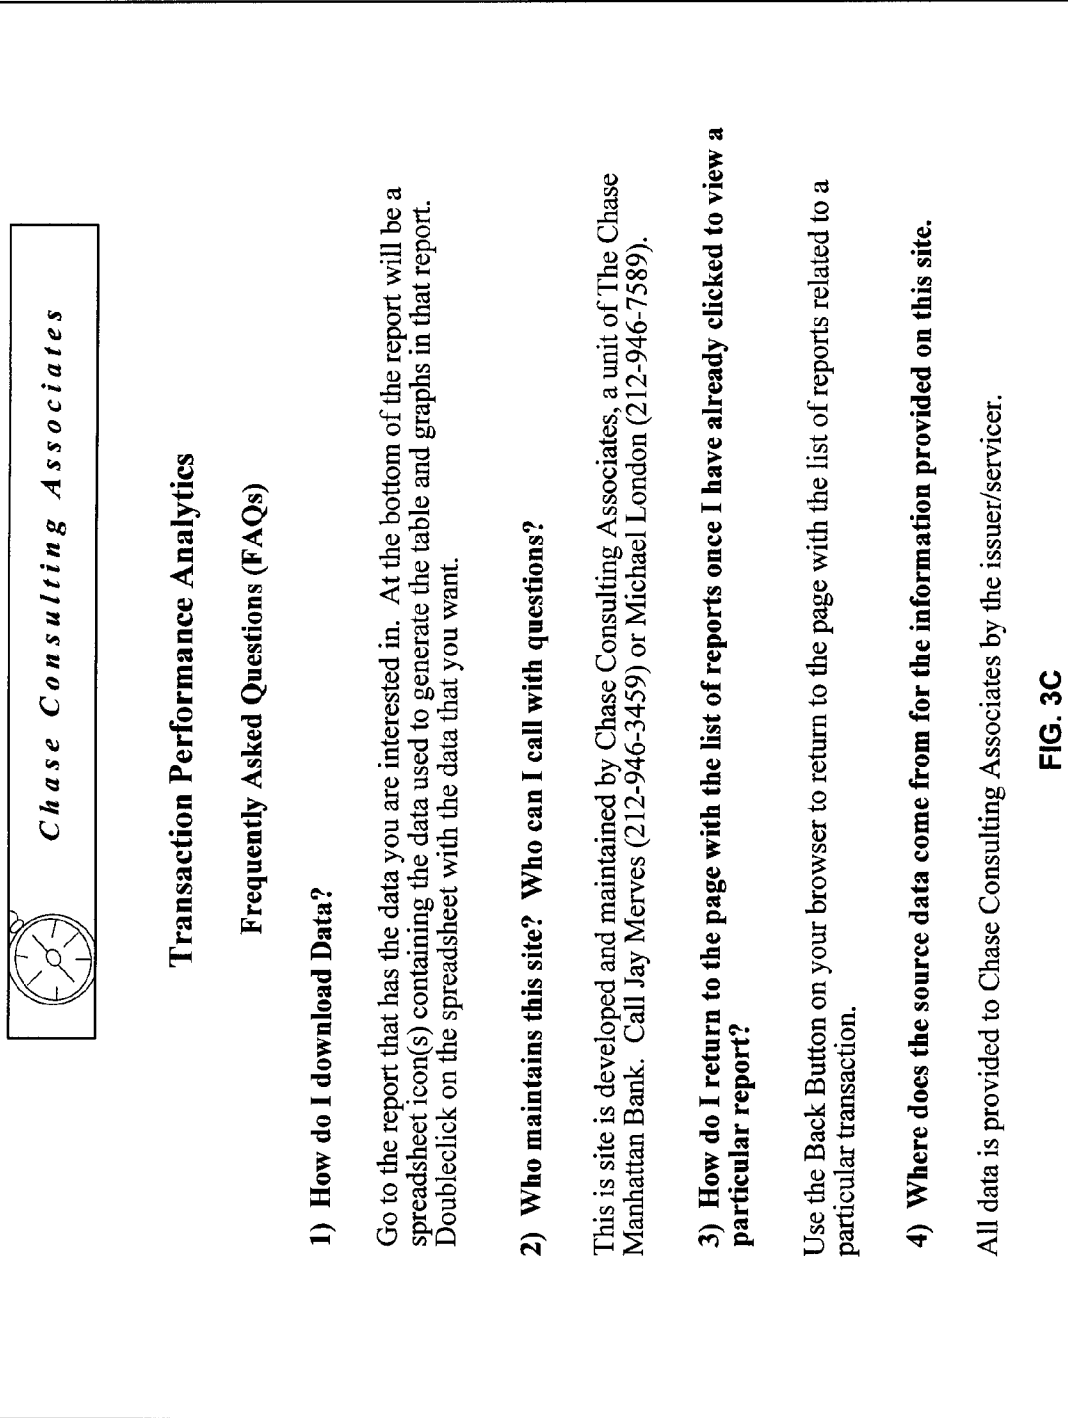 Chase Consulting Associates
Transaction Performance Analytics
Frequently Asked Questions (FAQs)
1) How do I download Data?
Go to the report that has the data you are interested in. At the bottom of the report will be a
spreadsheet icon(s) containing the data used to generate the table and graphs in that report.
Doubleclick on the spreadsheet with the data that you want.
2) Who maintains this site? Who can I call with questions?
This is site is developed and maintained by Chase Consulting Associates, a unit of The Chase
Manhattan Bank. Call Jay Merves (212-946-3459) or Michael London (212-946-7589).
3) How do I return to the page with the list of reports once I have already clicked to view a
particular report?
Use the Back Button on your browser to return to the page with the list of reports related to a
particular transaction.
4) Where does the source data come from for the information provided on this site.
All data is provided to Chase Consulting Associates by the issuer/servicer.
FIG. 3C